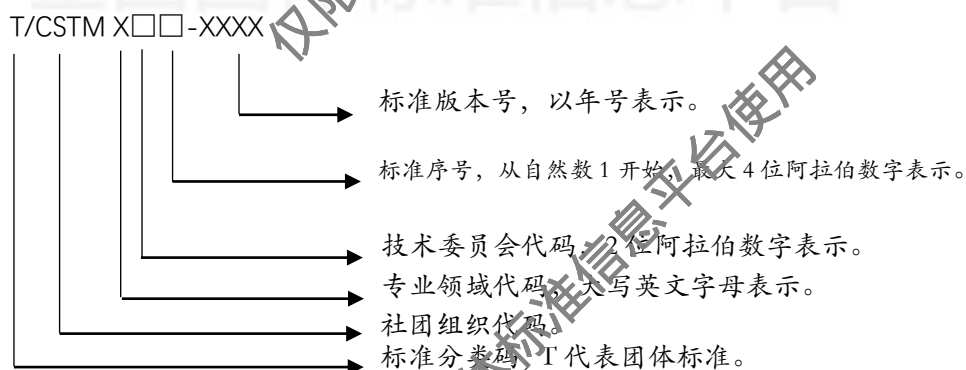 T/CSTM X□□-XXXX
标准版本号，以年号表示。
标准序号，从自然数1开始，最大4位阿拉伯数字表示。
技术委员会代码，2位阿拉伯数字表示。
专业领域代码，大写英文字母表示。
社团组织代码。
标准分类码，T代表团体标准。